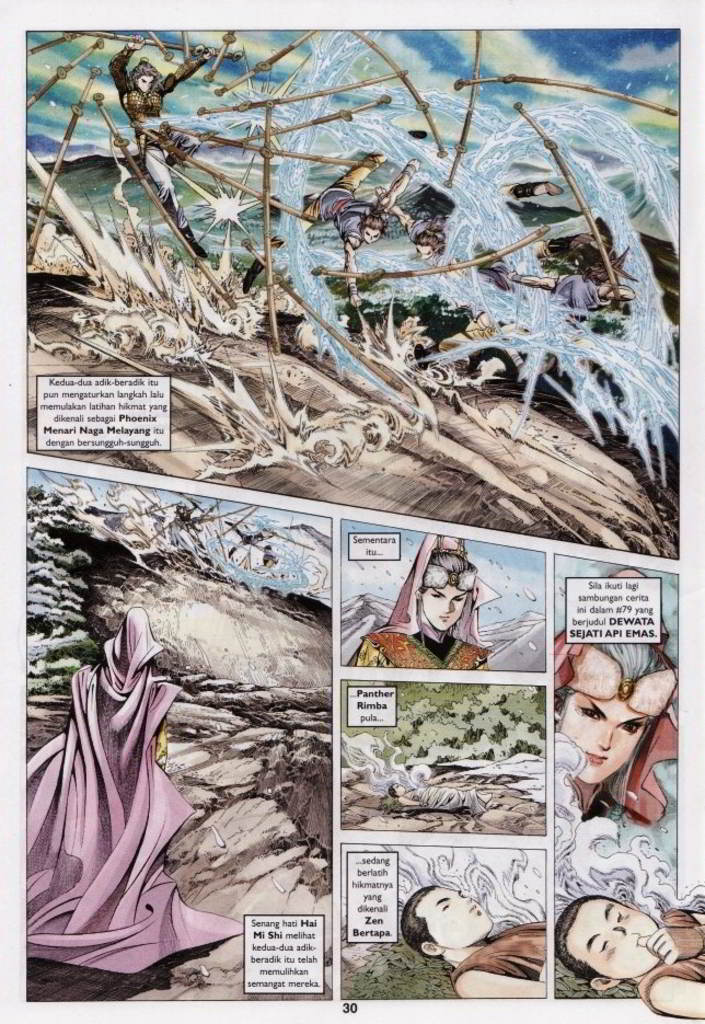 Kedua-dua adik-beradik itu
pun mengaturkan langkah lalu
memulakan latihan hikmat yang
dikenali sebagai Phoenix
Menari Naga Melayang itu
dengan bersungguh-sungguh.
Senang hati Hai
Mi Shi melihat
kedua-dua adik-
beradik itu telah
memulihkan
semangat mereka.
Sementara
itu...
...Panther
Rimba
pula...
...sedang
berlatih
hikmatnya
yang
dikenali
Zen
Bertapa.
Sila ikuti lagi
sambungan cerita
ini dalam #79 yang
berjudul DEWATA
SEJATI API EMAS.
30